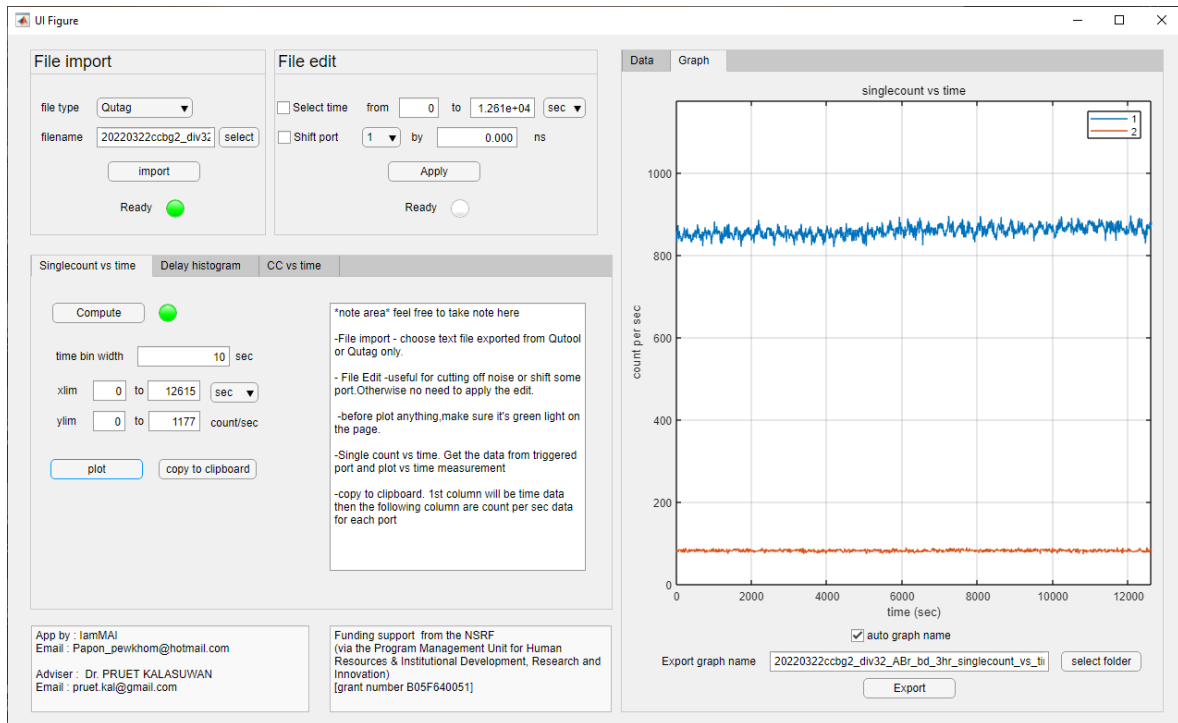 UI Figure
File import
file type Qutag
filename 20220322ccbg2_div32 select
import
Ready
File edit
Select time from 0 to 1.261e+04 sec
Shift port 1 by 0.000 ns
Apply
Ready
Singlecount vs time Delay histogram CC vs time
Compute
time bin width 10 sec
xlim 0 to 12615 sec
ylim 0 to 1177 count/sec
plot copy to clipboard
*note area* feel free to take note here
-File import - choose text file exported from Qutool
or Qutag only.
- File Edit -useful for cutting off noise or shift some
port.Otherwise no need to apply the edit.
-before plot anything,make sure it's green light on
the page.
-Single count vs time. Get the data from triggered
port and plot vs time measurement
-copy to clipboard. 1st column will be time data
then the following column are count per sec data
for each port
App by : IamMAI
Email : Papon_pewkhom@hotmail.com
Adviser : Dr. PRUET KALASUWAN
Email : pruet.kal@gmail.com
Funding support from the NSRF
(via the Program Management Unit for Human
Resources & Institutional Development, Research and
Innovation)
[grant number B05F640051]
Data Graph
singlecount vs time
1
2
1000
800
600
400
200
0
count per sec
0 2000 4000 6000 8000 10000 12000
time (sec)
auto graph name
Export graph name 20220322ccbg2_div32_ABr_bd_3hr_singlecount_vs_ti select folder
Export